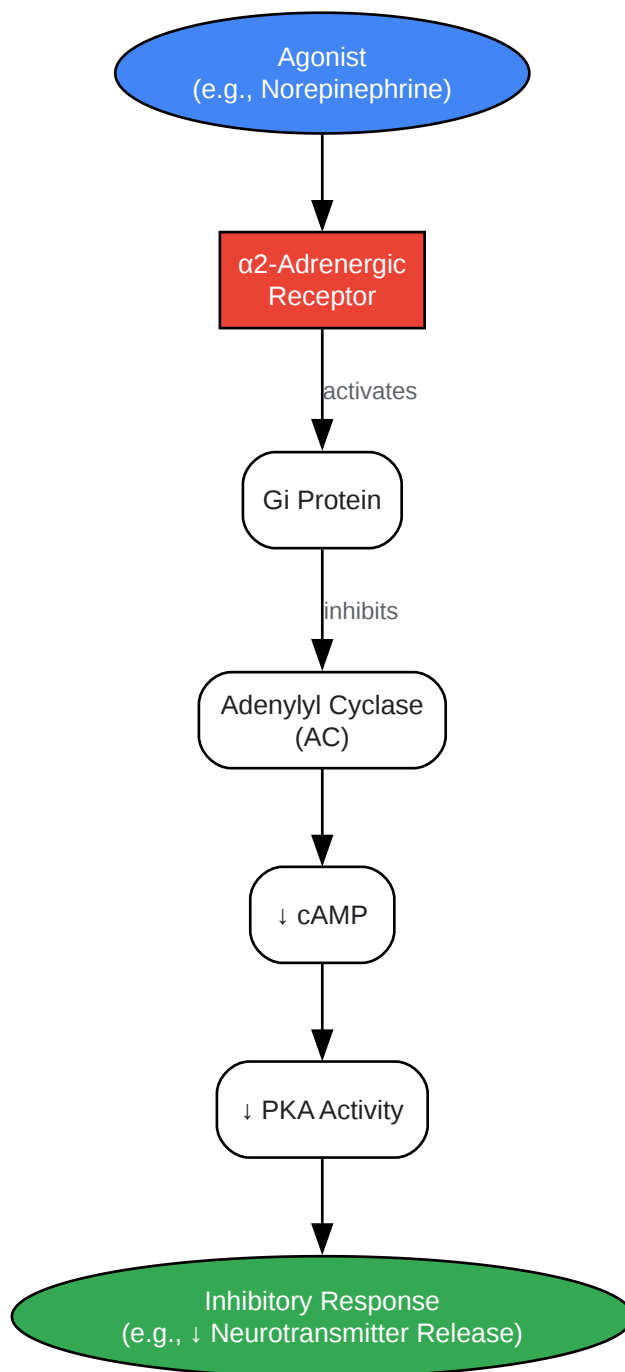 Agonist
(e.g., Norepinephrine)
α2-Adrenergic
Receptor
activates
Gi Protein
inhibits
Adenylyl Cyclase
(AC)
↓ cAMP
↓ PKA Activity
Inhibitory Response
(e.g., ↓ Neurotransmitter Release)